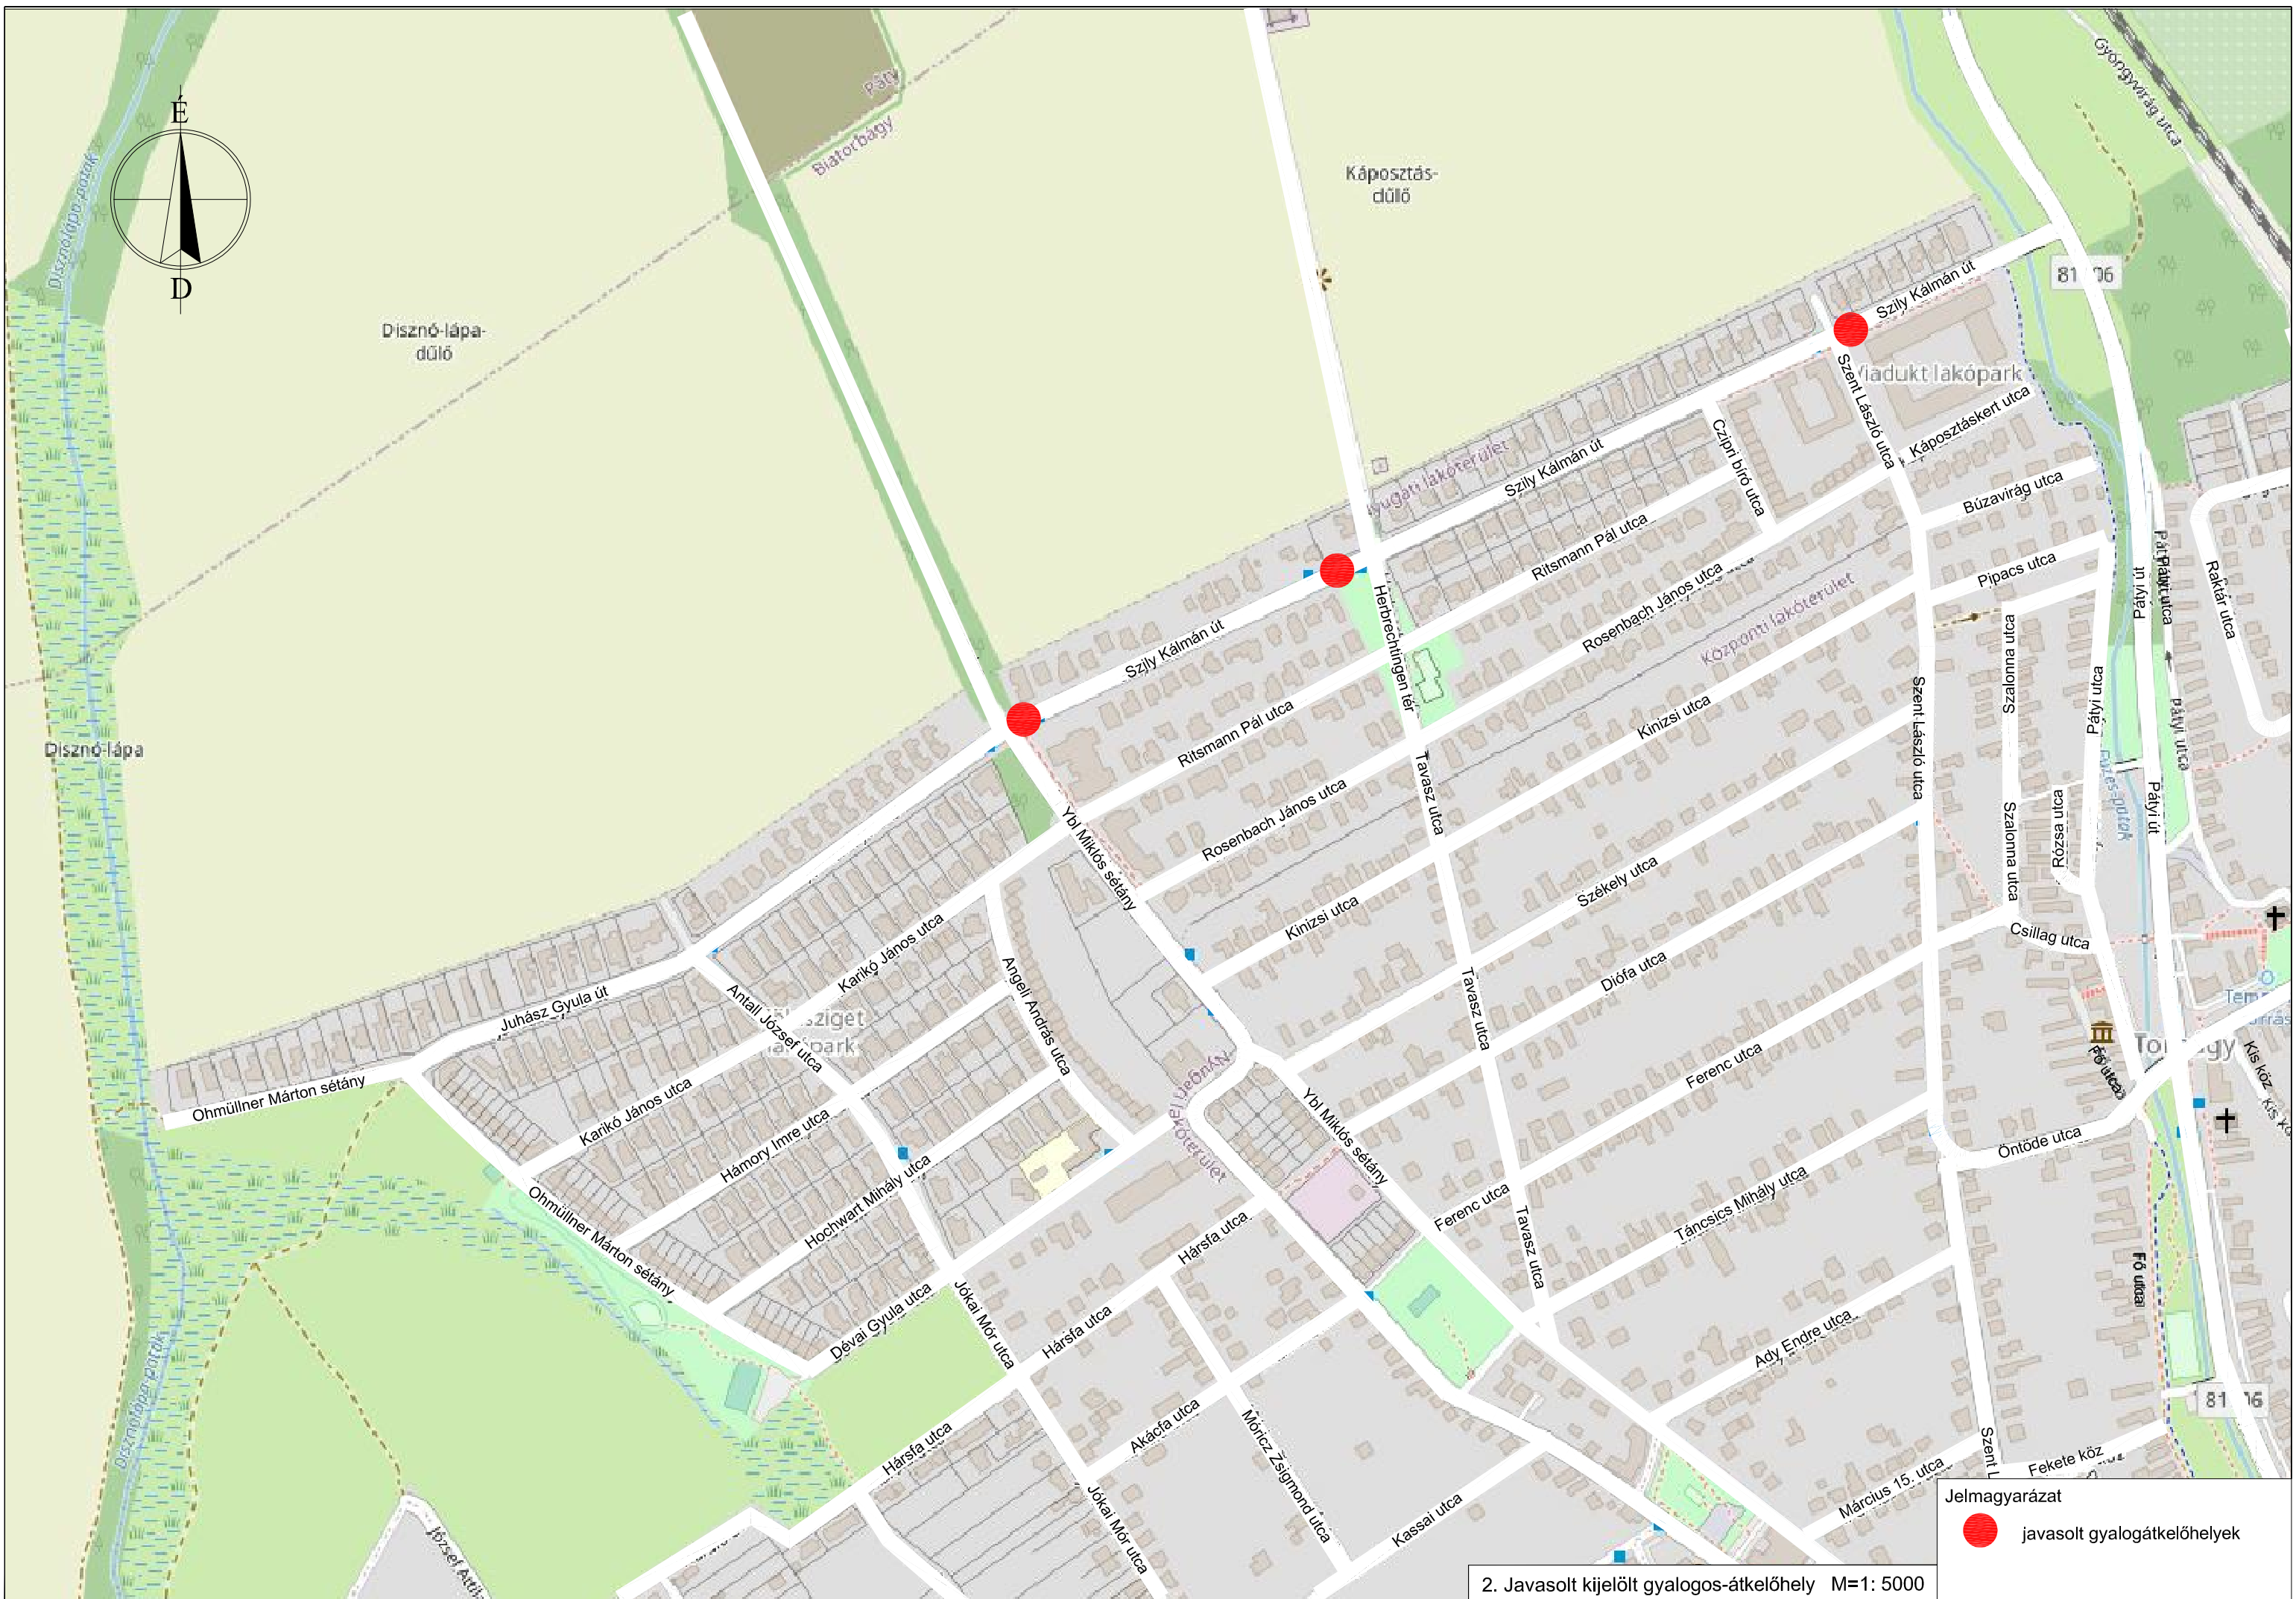 É
D
Disznólápa-patak
Páty
Biatorbágy
Káposztás-
dűlő
Gyöngyvirág utca
Disznó-lápa-
dűlő
Szily Kálmán út
Viadukt lakópark
Szent László utca
Káposztáskert utca
Czipri bíró utca
Szily Kálmán út
Ritsmann Pál utca
Búzavirág utca
Pipacs utca
Rosenbach János utca
Központi lakóterület
Herbrechtingen tér
Szily Kálmán út
Pátyi út
Raktár utca
Disznó-lápa
Ritsmann Pál utca
Kinizsi utca
Szent László utca
Szalonna utca
Pátyi utca
Pátyi utca
Tavasz utca
Rosenbach János utca
Ybl Miklós sétány
Pátyi út
Szalonna utca
Rózsa utca
Székely utca
Kinizsi utca
Karikó János utca
Csillag utca
Diófa utca
Tavasz utca
Juhász Gyula út
Antall József utca
Angeli András utca
Ferenc utca
Kis köz
Ohmüllner Márton sétány
Karikó János utca
Hámory Imre utca
Hochwart Mihály utca
Nyugati lakóterület
Ybl Miklós sétány
Öntöde utca
Ohmüllner Márton sétány
Hársfa utca
Ferenc utca
Tavasz utca
Táncsics Mihály utca
Fő utca
Dévai Gyula utca
Jókai Mór utca
Hársfa utca
Ady Endre utca
Disznólápa-patak
Hársfa utca
Akácfa utca
Móricz Zsigmond utca
Szent L
Március 15. utca
Fekete köz
Kassai utca
Jókai Mór utca
Jelmagyarázat
javasolt gyalogátkelőhelyek
2. Javasolt kijelölt gyalogos-átkelőhely M=1: 5000